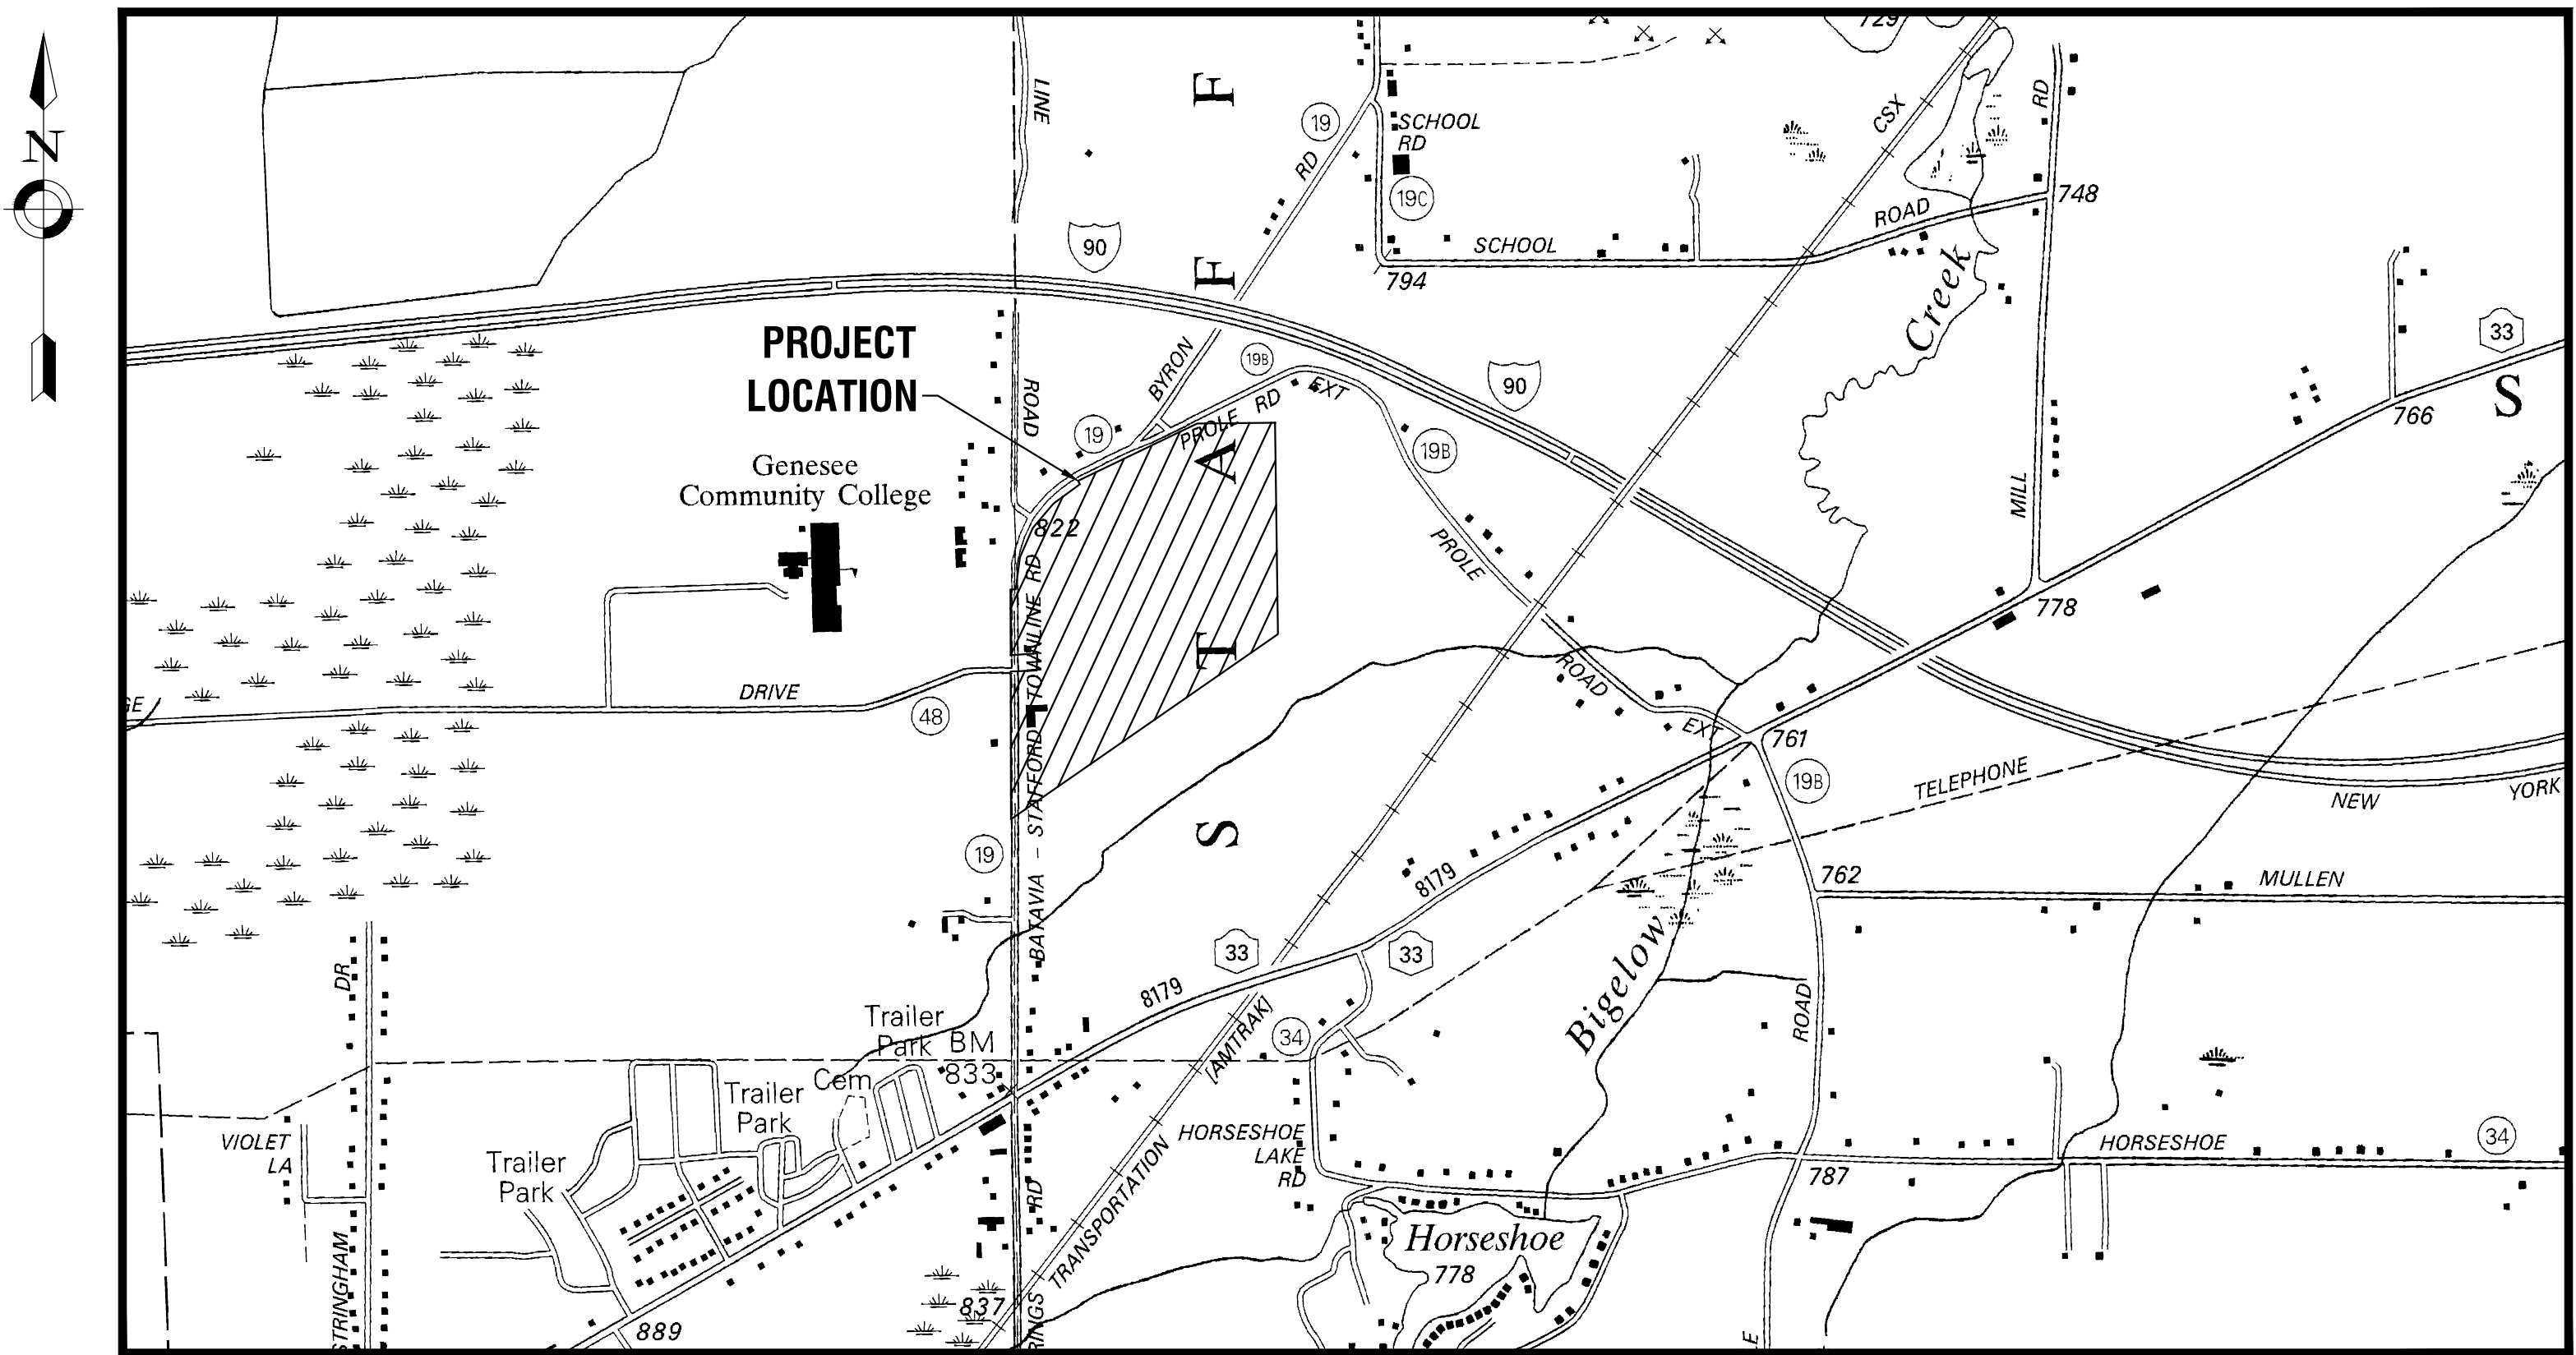 N
729
LINE
F
19
RD
SCHOOL
RD
19C
CSX
RD
748
ROAD
SCHOOL
794
90
F
Creek
33
S
766
PROJECT
LOCATION
ROAD
BYRON
19B
PROLE RD EXT
90
19
A
19B
Genesee
Community College
822
PROLE
MILL
778
T
ROAD
EXT
761
DRIVE
48
BATAVIA - STAFFORD TOWNLINE RD
19B
TELEPHONE
NEW YORK
S
19
762
MULLEN
8179
33
33
Bigelow
8179
DR
Trailer
Park
BM
833
34
[AMTRAK]
ROAD
Cem
Trailer
Park
VIOLET
LA
Trailer
Park
HORSESHOE
LAKE
RD
HORSESHOE
34
787
RD
TRANSPORTATION
Horseshoe
778
STRINGHAM
837
RINGS
889